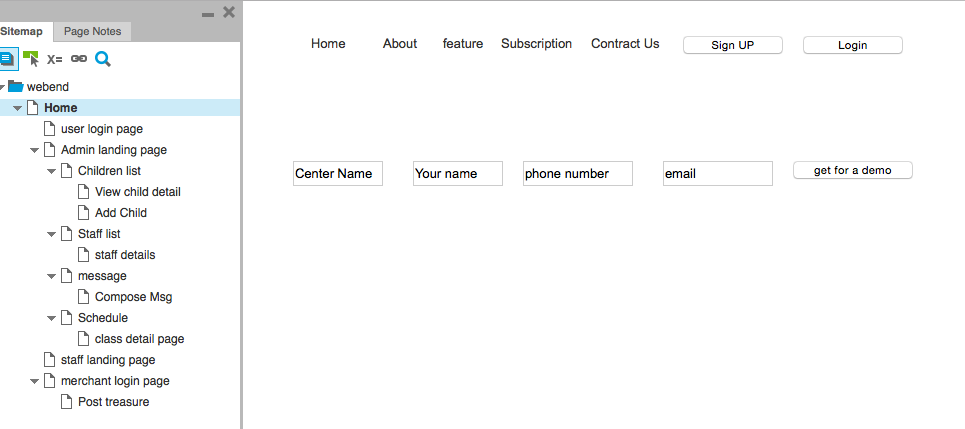 Sitemap Page Notes
X=
webend
Home
user login page
Admin landing page
Children list
View child detail
Add Child
Staff list
staff details
message
Compose Msg
Schedule
class detail page
staff landing page
merchant login page
Post treasure
Home About feature Subscription Contract Us Sign UP Login
Center Name Your name phone number email get for a demo